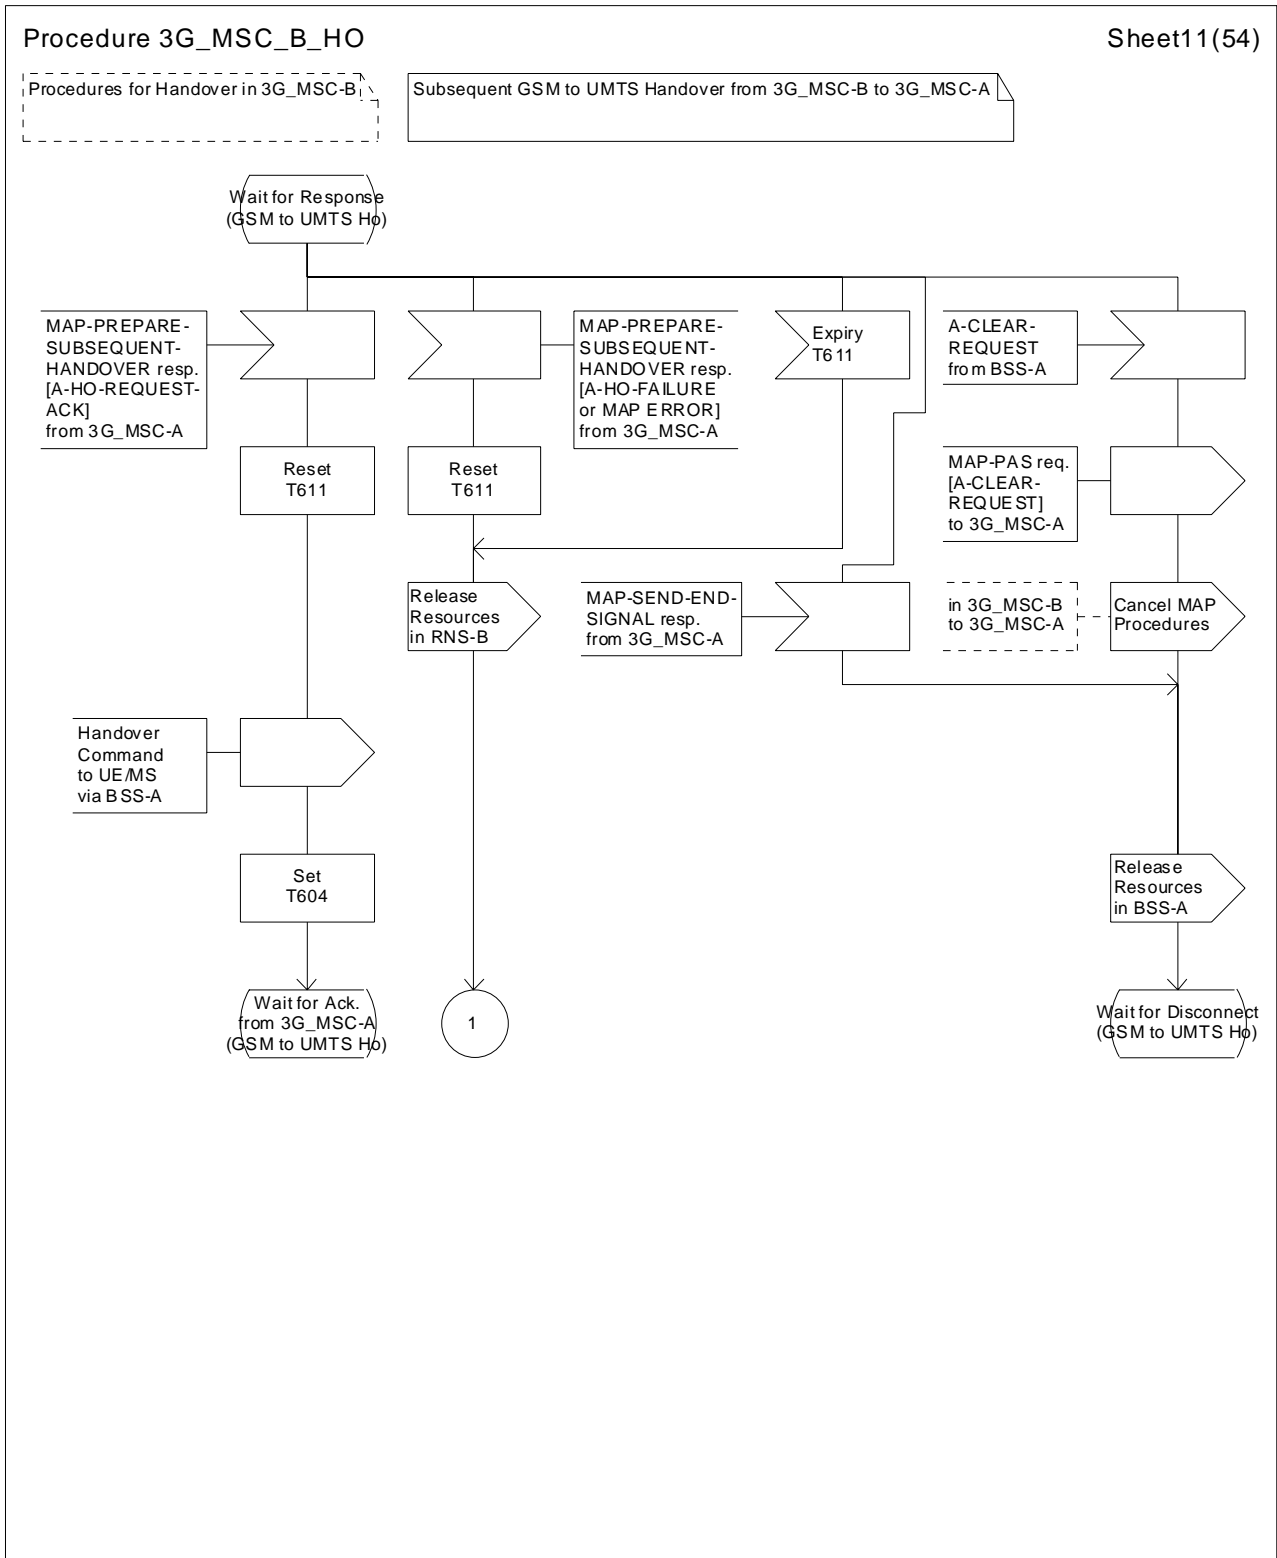 Procedure 3G_MSC_B_HO
Sheet11(54)
Procedures for Handover in 3G_MSC-B
Subsequent GSM to UMTS Handover from 3G_MSC-B to 3G_MSC-A
Wait for Response
(GSM to UMTS Ho)
MAP-PREPARE-
SUBSEQUENT-
HANDOVER resp.
[A-HO-REQUEST-
ACK]
from 3G_MSC-A
MAP-PREPARE-
SUBSEQUENT-
HANDOVER resp.
[A-HO-FAILURE
or MAP ERROR]
from 3G_MSC-A
Expiry
T611
A-CLEAR-
REQUEST
from BSS-A
Reset
T611
Reset
T611
MAP-PAS req.
[A-CLEAR-
REQUEST]
to 3G_MSC-A
Release
Resources
in RNS-B
MAP-SEND-END-
SIGNAL resp.
from 3G_MSC-A
in 3G_MSC-B
to 3G_MSC-A
Cancel MAP
Procedures
Handover
Command
to UE/MS
via BSS-A
Set
T604
Release
Resources
in BSS-A
Wait for Ack.
from 3G_MSC-A
(GSM to UMTS Ho)
1
Wait for Disconnect
(GSM to UMTS Ho)